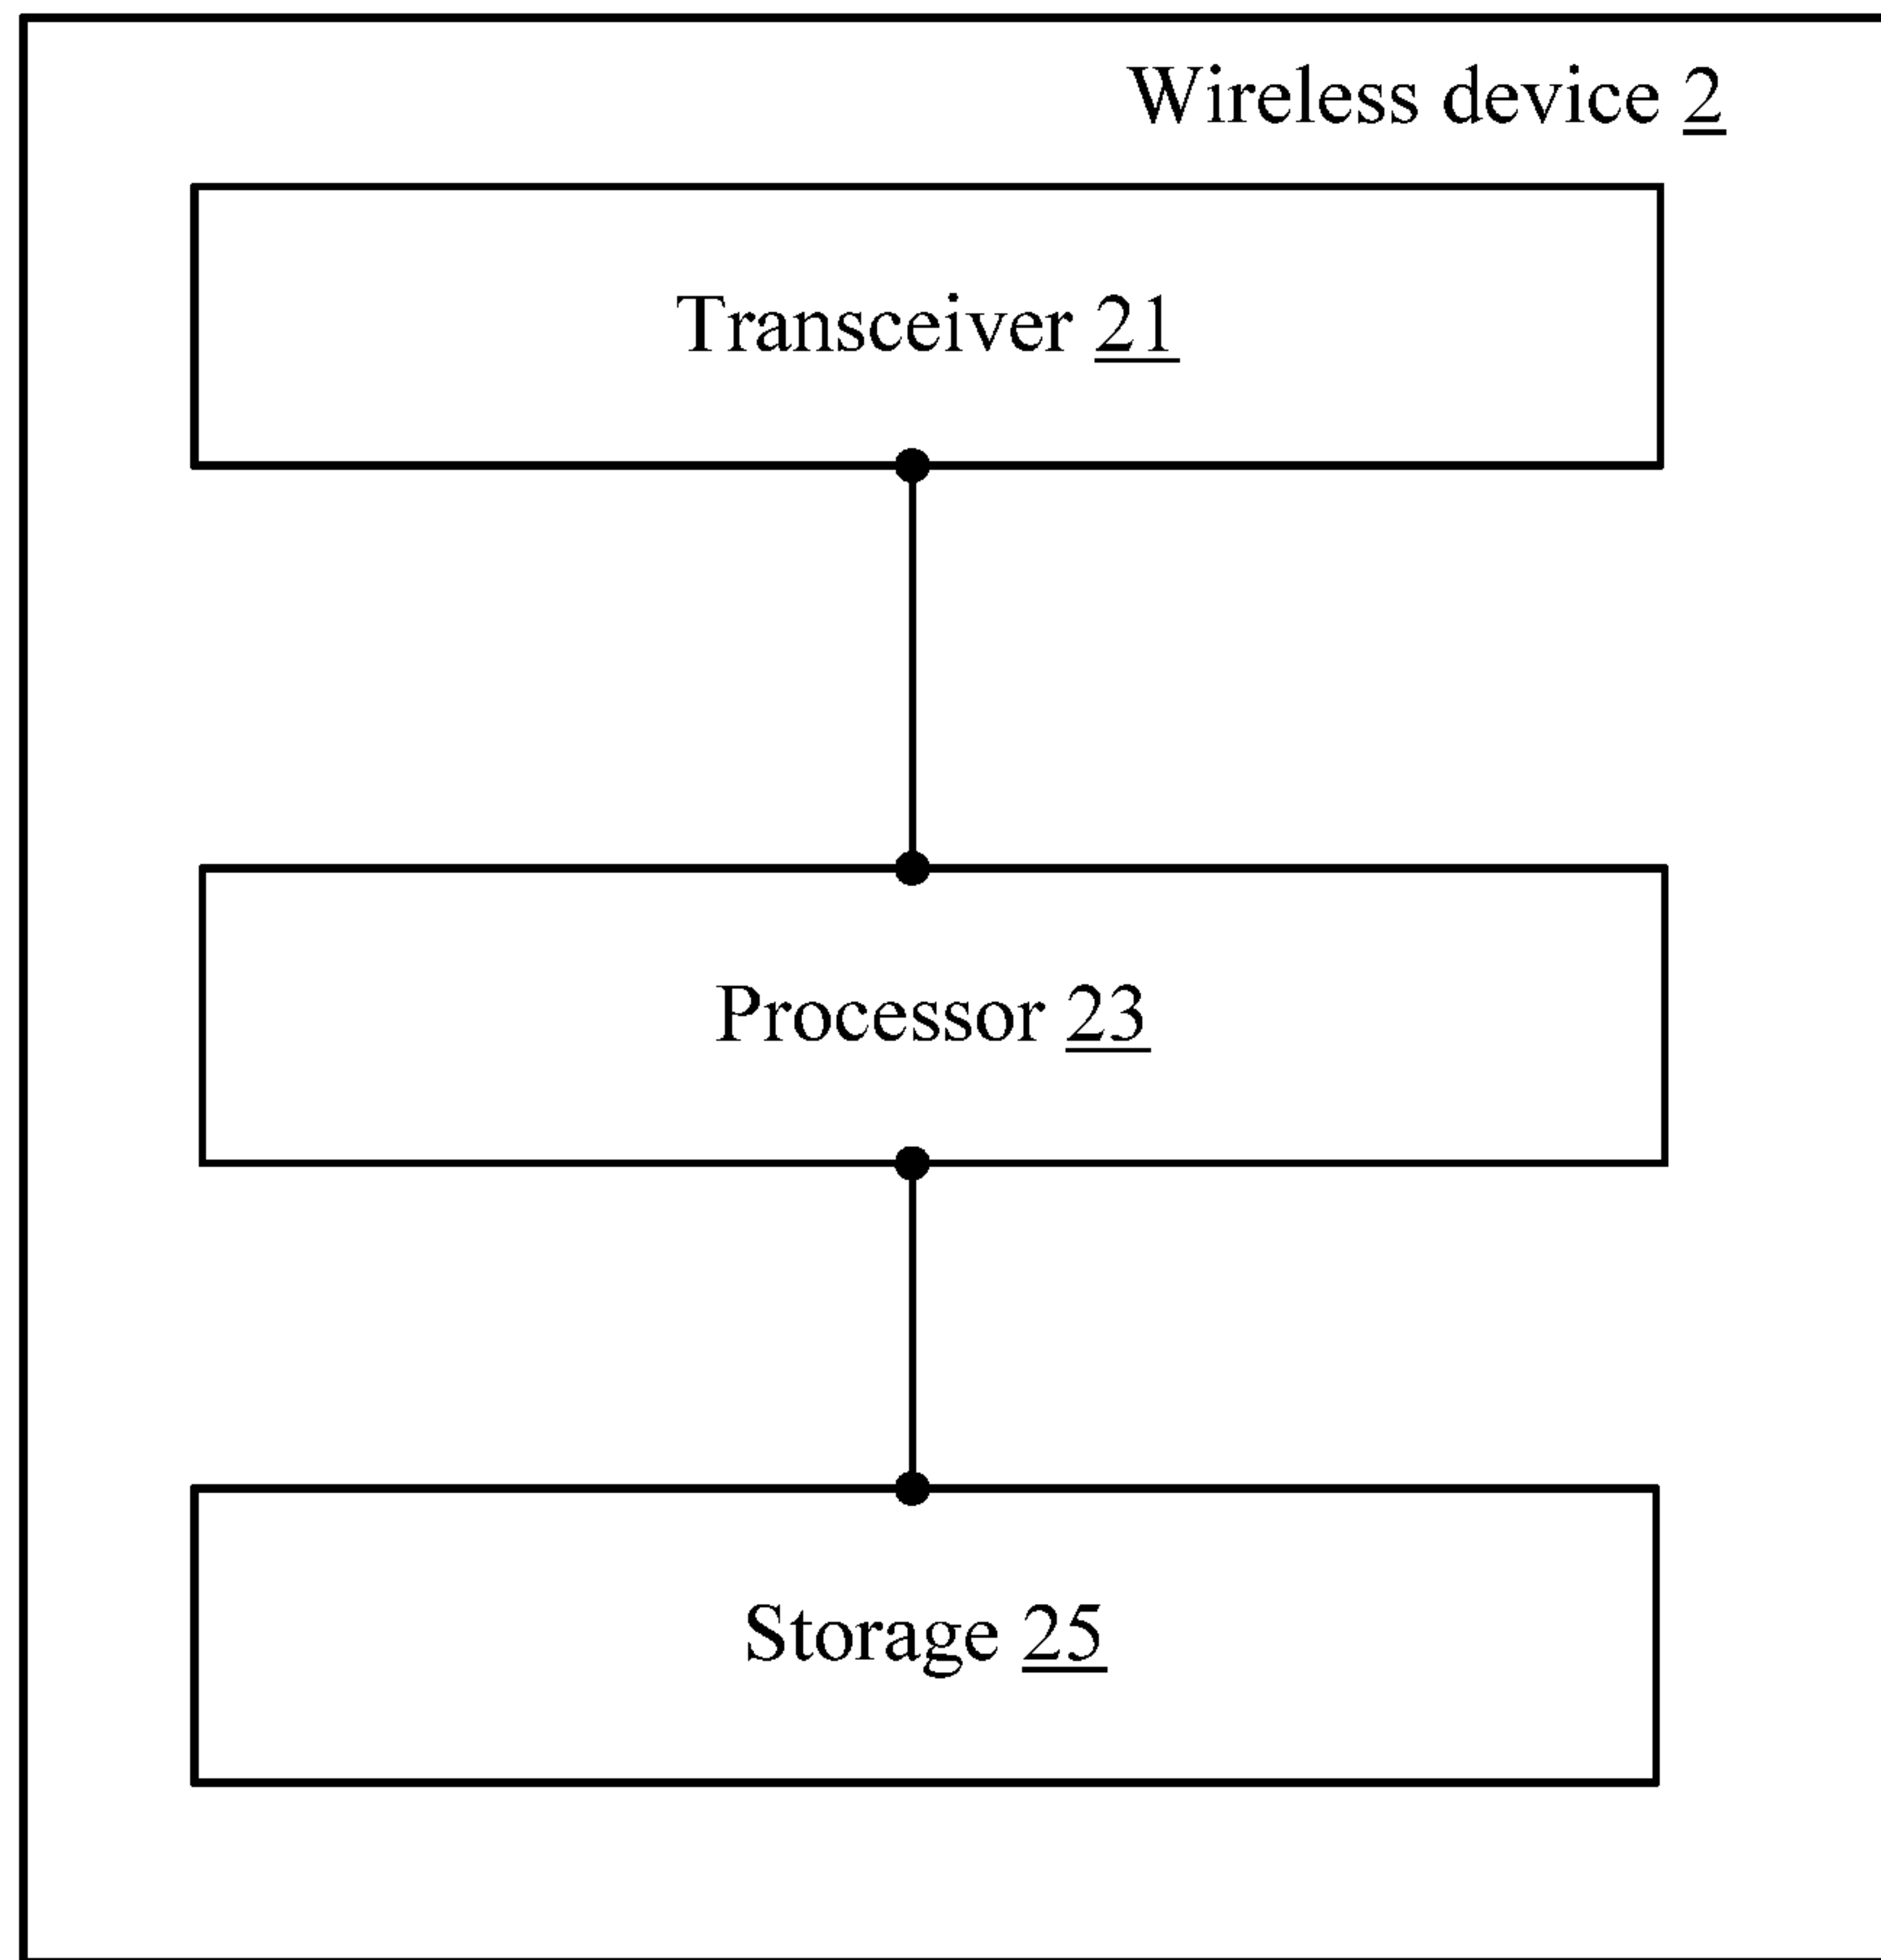 Wireless device 2
Transceiver 21
Processor 23
Storage 25